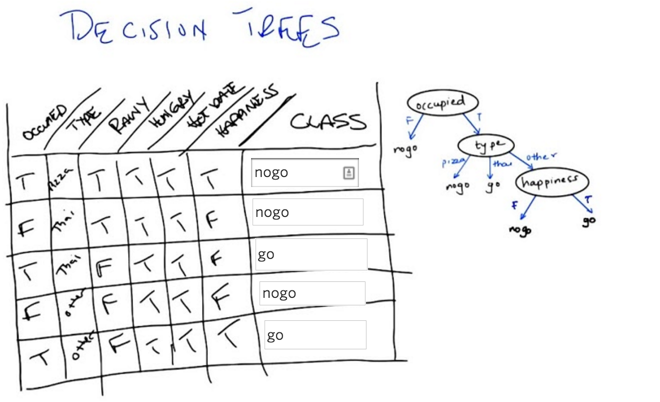 DECISION TREES
OCCUPIED TYPE RAINY HUNGRY HOT DATE HAPPINESS CLASS
T pizza T T T T nogo
F Thai T T T F nogo
T Thai F T T F go
F other F T T F nogo
T other F T T T go
occupied
F T
nogo type
pizza thai other
nogo go happiness
F T
nogo go